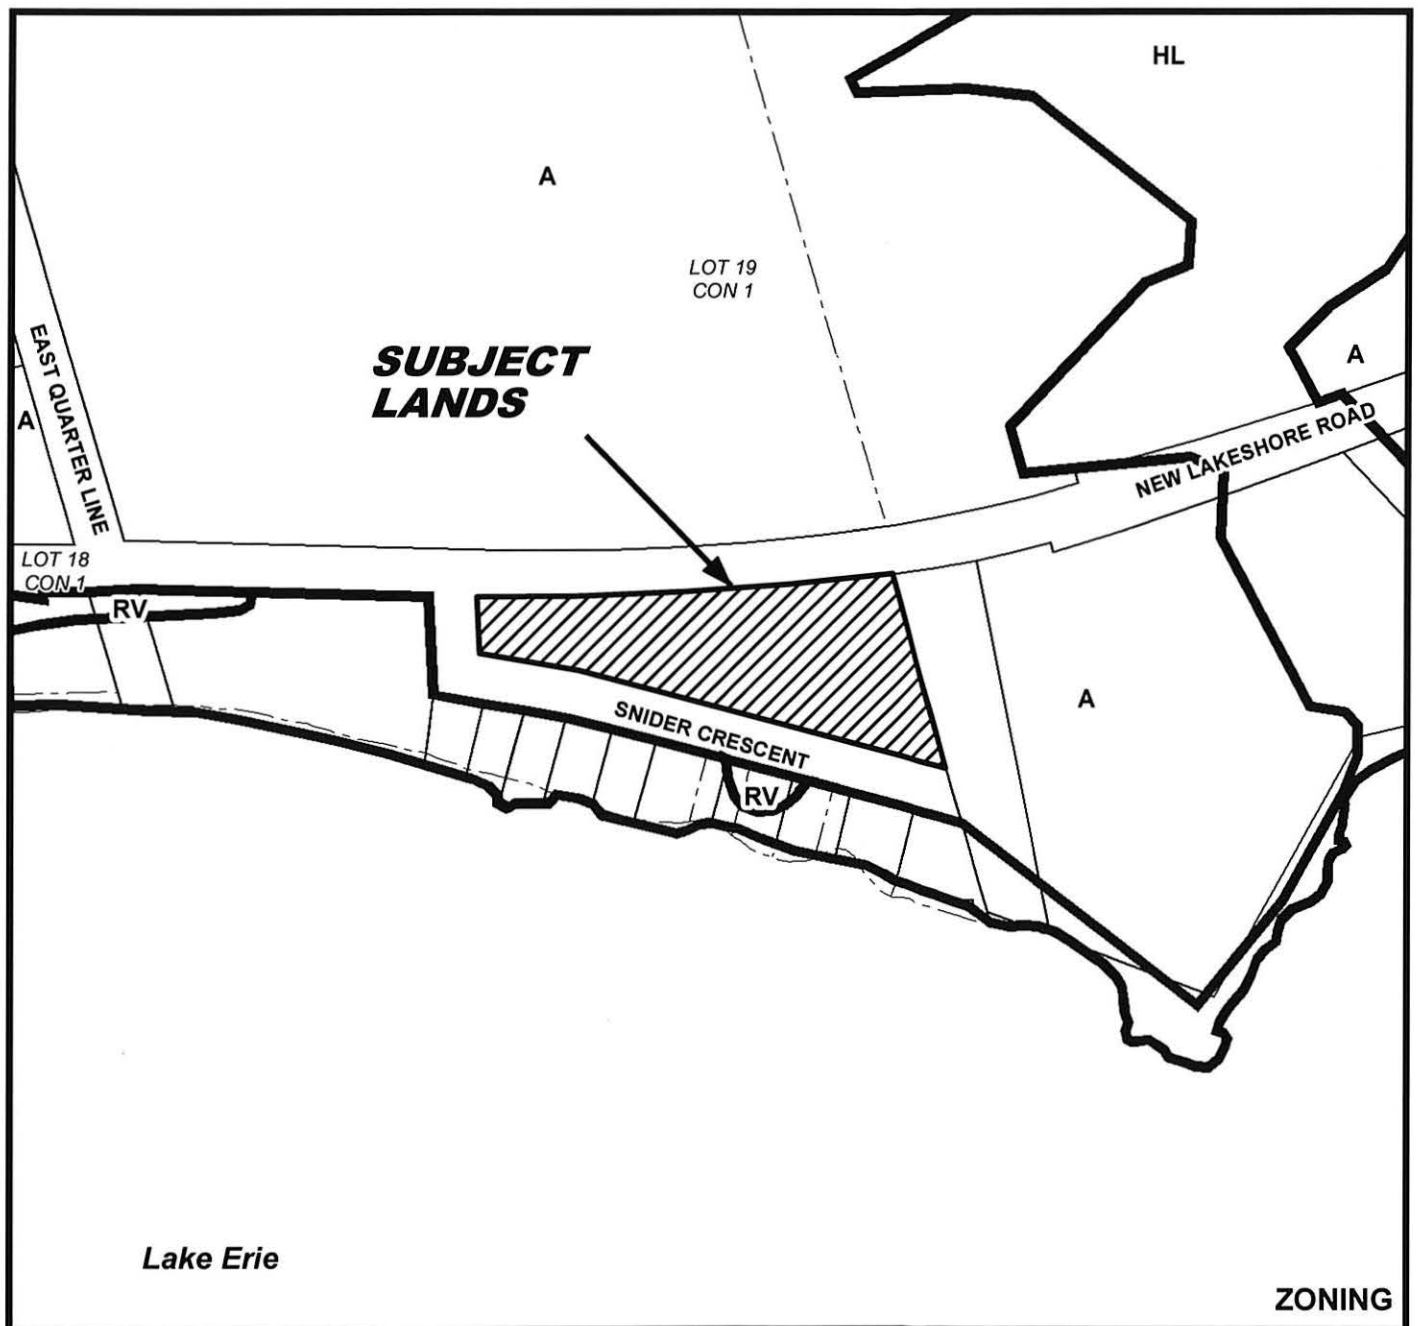 HL
A
LOT 19
CON 1
SUBJECT
LANDS
EAST QUARTER LINE
A
A
NEW LAKESHORE ROAD
LOT 18
CON 1
RV
SNIDER CRESCENT
A
RV
Lake Erie
ZONING